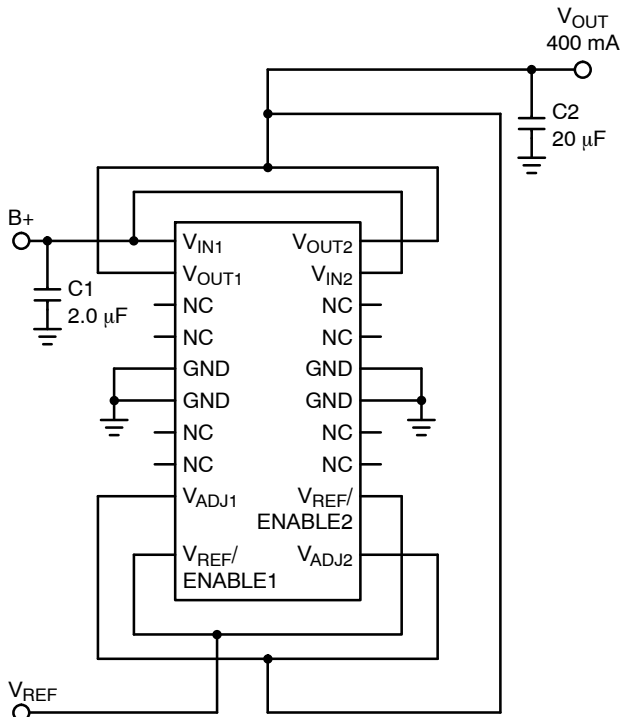 V_OUT
400 mA
C2
20 µF
B+
C1
2.0 µF
V_IN1
V_OUT1
NC
NC
GND
GND
NC
NC
V_ADJ1
V_REF/
ENABLE1
V_OUT2
V_IN2
NC
NC
GND
GND
NC
NC
V_REF/
ENABLE2
V_ADJ2
V_REF